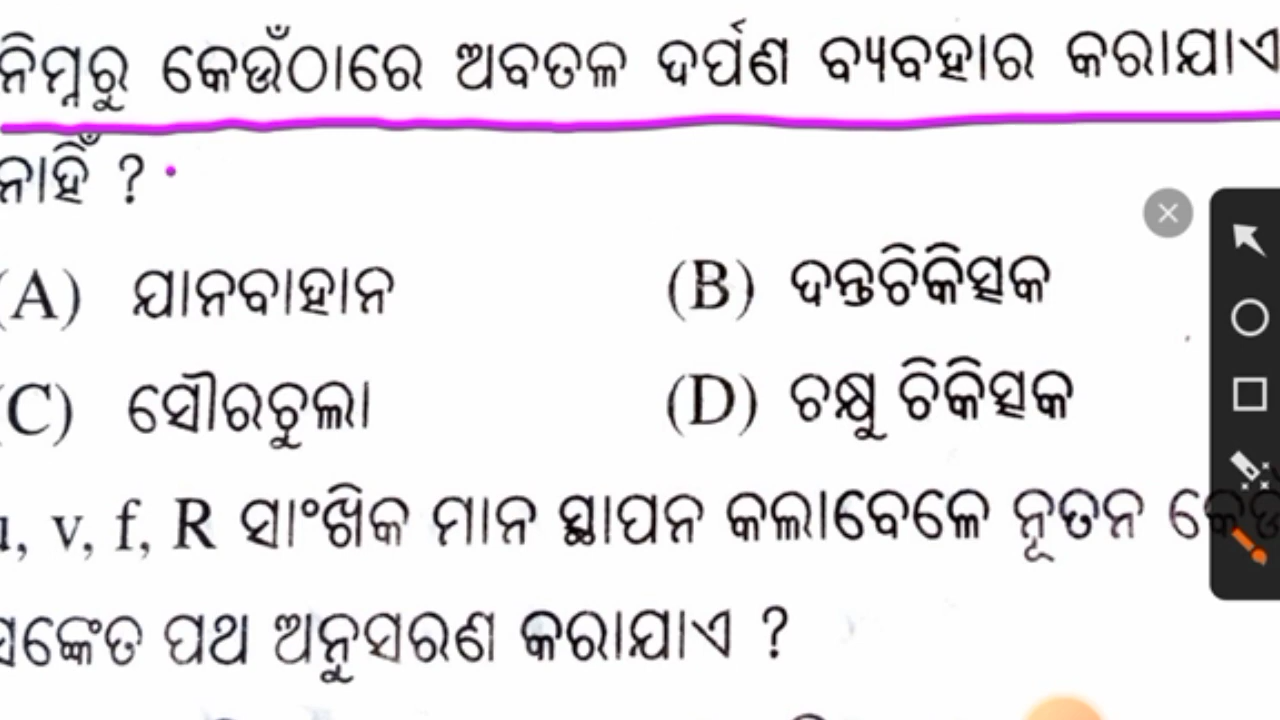 ନିମ୍ନରୁ କେଉଁଠାରେ ଅବତଳ ଦର୍ପଣ ବ୍ୟବହାର କରାଯାଏ
ନାହିଁ ?
(A) ଯାନବାହାନ (B) ଦନ୍ତଚିକିତ୍ସକ
(C) ସୌରଚୁଲା (D) ଚକ୍ଷୁ ଚିକିତ୍ସକ
u, v, f, R ସାଂଖିକ ମାନ ସ୍ଥାପନ କଲାବେଳେ ନୂତନ
ସଙ୍କେତ ପଥ ଅନୁସରଣ କରାଯାଏ ?